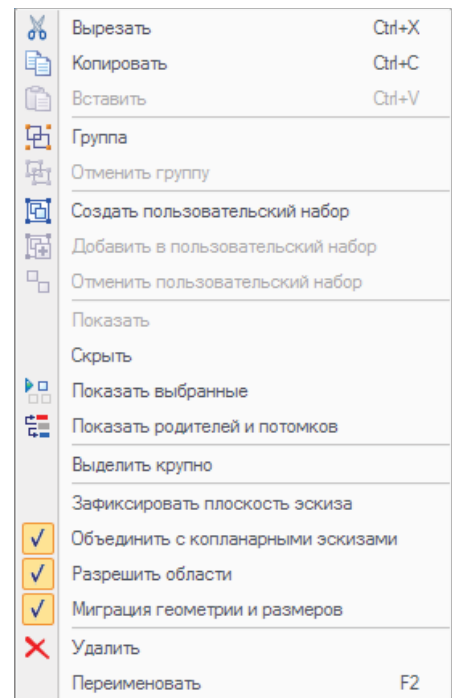 Вырезать Ctrl+X
Копировать Ctrl+C
Вставить Ctrl+V
Группа
Отменить группу
Создать пользовательский набор
Добавить в пользовательский набор
Отменить пользовательский набор
Показать
Скрыть
Показать выбранные
Показать родителей и потомков
Выделить крупно
Зафиксировать плоскость эскиза
Объединить с копланарными эскизами
Разрешить области
Миграция геометрии и размеров
Удалить
Переименовать F2